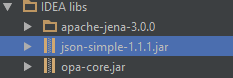 IDEA libs
apache-jena-3.0.0
json-simple-1.1.1.jar
opa-core.jar